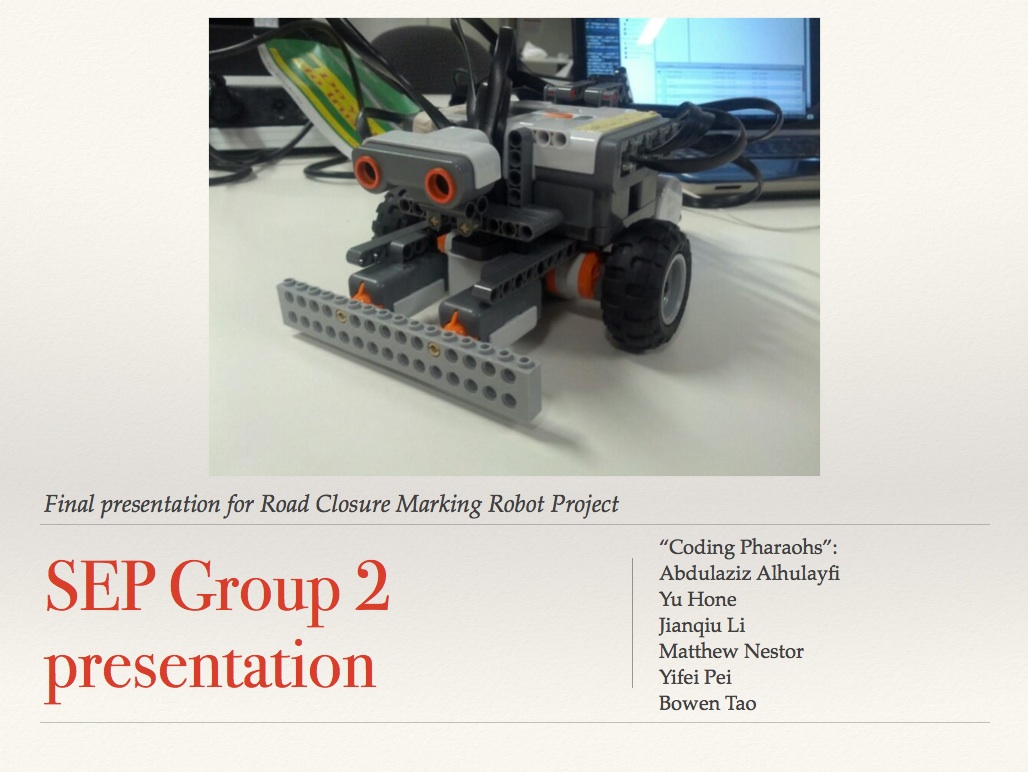 Final presentation for Road Closure Marking Robot Project
SEP Group 2
presentation
“Coding Pharaohs”:
Abdulaziz Alhulayfi
Yu Hone
Jianqiu Li
Matthew Nestor
Yifei Pei
Bowen Tao